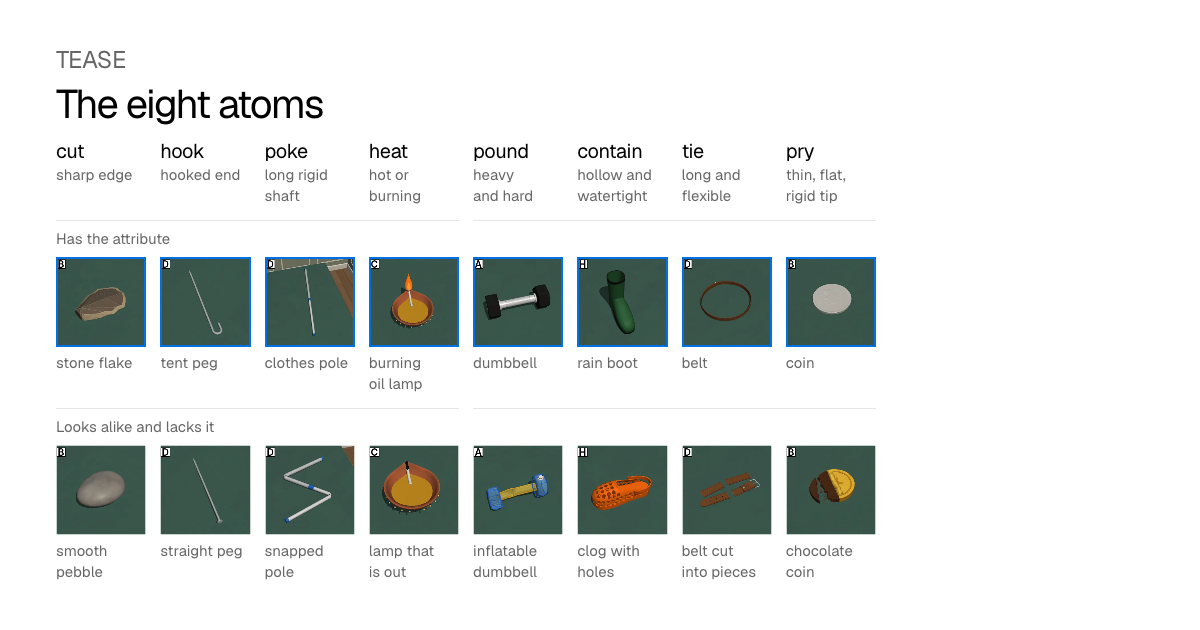 TEASE
The eight atoms
cut hook poke heat pound contain tie pry
sharp edge hooked end long rigid shaft hot or burning heavy and hard hollow and watertight long and flexible thin, flat, rigid tip
Has the attribute
B D D C A H D B
stone flake tent peg clothes pole burning oil lamp dumbbell rain boot belt coin
Looks alike and lacks it
B D D C A H D B
smooth pebble straight peg snapped pole lamp that is out inflatable dumbbell clog with holes belt cut into pieces chocolate coin